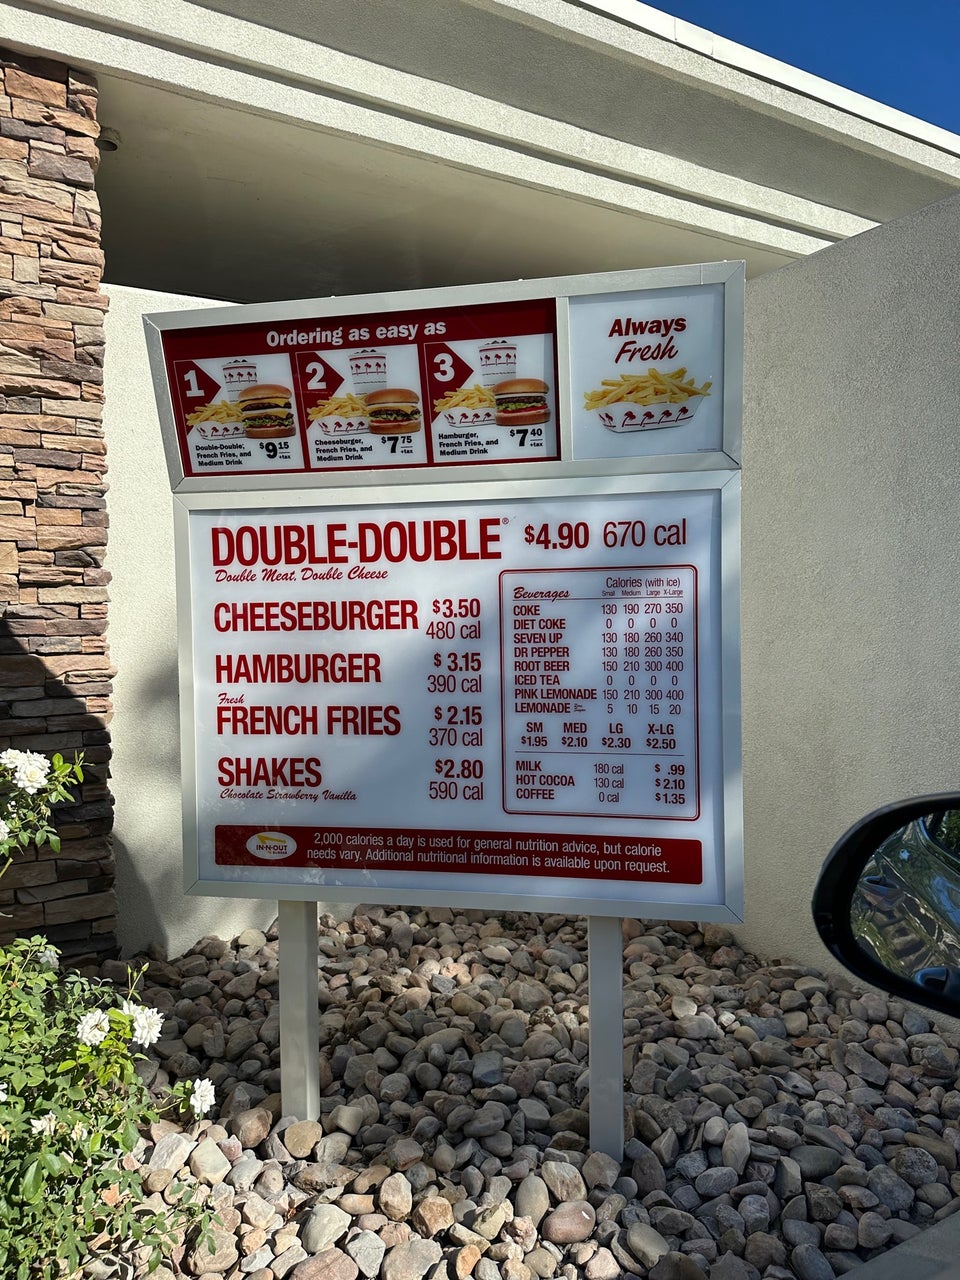 Ordering as easy as
Always
Fresh
1
Double-Double®,
French Fries, and
Medium Drink
$9 15
+tax
2
Cheeseburger,
French Fries, and
Medium Drink
$7 75
+tax
3
Hamburger,
French Fries, and
Medium Drink
$7 40
+tax
DOUBLE-DOUBLE® $4.90 670 cal
Double Meat, Double Cheese
CHEESEBURGER $3.50
480 cal
HAMBURGER $3.15
390 cal
Fresh
FRENCH FRIES $2.15
370 cal
SHAKES $2.80
Chocolate Strawberry Vanilla 590 cal
Calories (with ice)
Beverages Small Medium Large X-Large
COKE 130 190 270 350
DIET COKE 0 0 0 0
SEVEN UP 130 180 260 340
DR PEPPER 130 180 260 350
ROOT BEER 150 210 300 400
ICED TEA 0 0 0 0
PINK LEMONADE 150 210 300 400
LEMONADE 5 10 15 20
SM MED LG X-LG
$1.95 $2.10 $2.30 $2.50
MILK 180 cal $ .99
HOT COCOA 130 cal $2.10
COFFEE 0 cal $1.35
IN-N-OUT
BURGER
2,000 calories a day is used for general nutrition advice, but calorie
needs vary. Additional nutritional information is available upon request.